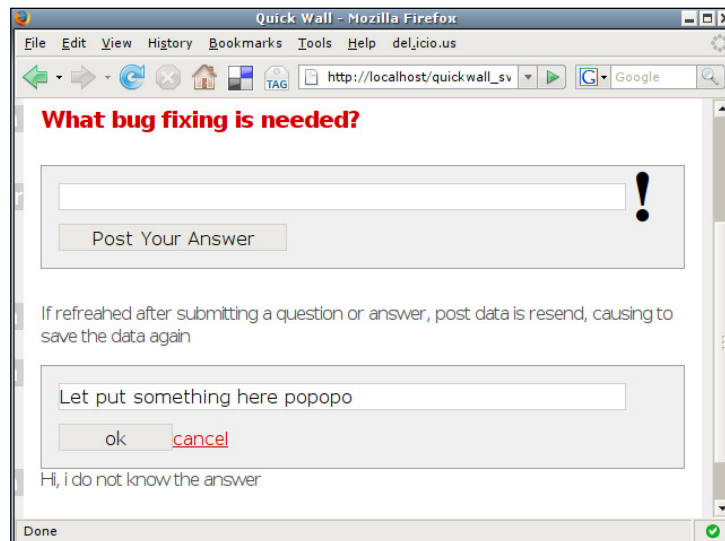 Quick Wall - Mozilla Firefox
File Edit View History Bookmarks Tools Help del.icio.us
TAG http://localhost/quickwall_sv G Google
What bug fixing is needed?
!
Post Your Answer
If refreahed after submitting a question or answer, post data is resend, causing to
save the data again
Let put something here popopo
ok cancel
Hi, i do not know the answer
Done